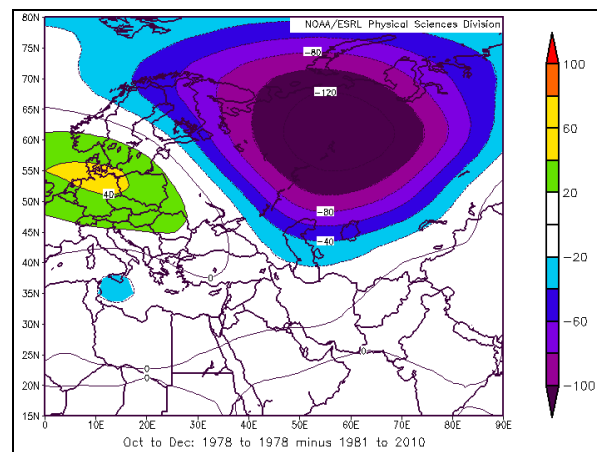 NOAA/ESRL Physical Sciences Division
80N
75N
70N
65N
60N
55N
50N
45N
40N
35N
30N
25N
20N
15N
-80
-120
40
-80
-40
0
0
0
0
0 10E 20E 30E 40E 50E 60E 70E 80E 90E
Oct to Dec: 1978 to 1978 minus 1981 to 2010
100
60
20
-20
-60
-100